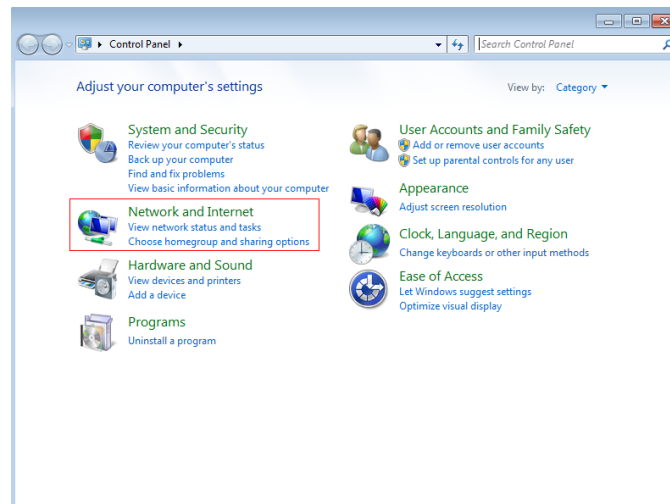 Control Panel
Search Control Panel
Adjust your computer's settings
View by: Category
System and Security
Review your computer's status
Back up your computer
Find and fix problems
View basic information about your computer
Network and Internet
View network status and tasks
Choose homegroup and sharing options
Hardware and Sound
View devices and printers
Add a device
Programs
Uninstall a program
User Accounts and Family Safety
Add or remove user accounts
Set up parental controls for any user
Appearance
Adjust screen resolution
Clock, Language, and Region
Change keyboards or other input methods
Ease of Access
Let Windows suggest settings
Optimize visual display